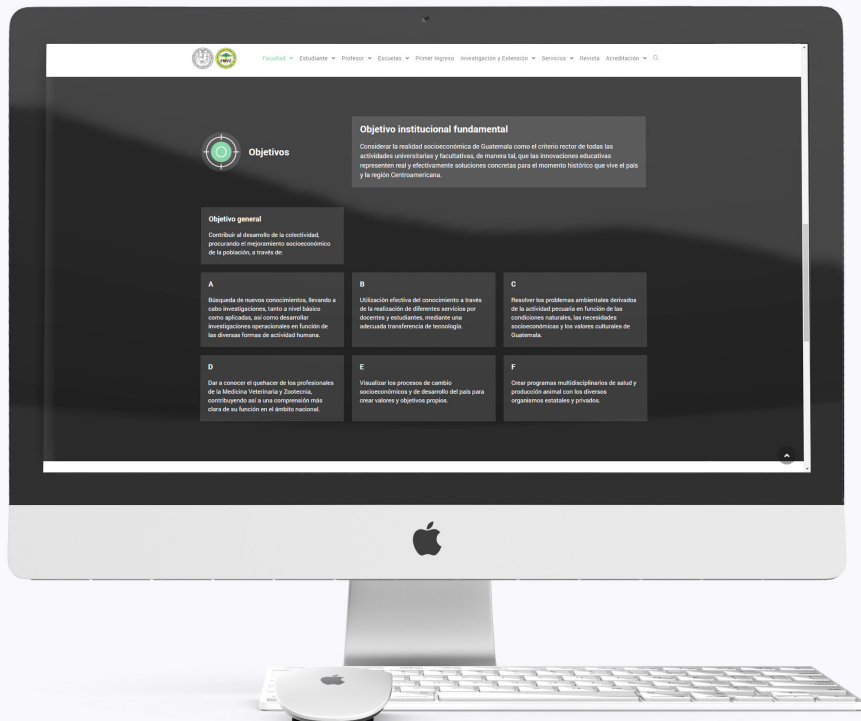 FMVZ
Facultad Estudiante Profesor Escuelas Primer Ingreso Investigación y Extensión Servicios Revista Acreditación
Objetivos
Objetivo institucional fundamental
Considerar la realidad socioeconómica de Guatemala como el criterio rector de todas las
actividades universitarias y facultativas, de manera tal, que las innovaciones educativas
representen real y efectivamente soluciones concretas para el momento histórico que vive el país
y la región Centroamericana.
Objetivo general
Contribuir al desarrollo de la colectividad,
procurando el mejoramiento socioeconómico
de la población, a través de:
A
Búsqueda de nuevos conocimientos, llevando a
cabo investigaciones, tanto a nivel básico
como aplicadas, así como desarrollar
investigaciones operacionales en función de
las diversas formas de actividad humana.
B
Utilización efectiva del conocimiento a través
de la realización de diferentes servicios por
docentes y estudiantes, mediante una
adecuada transferencia de tecnología.
C
Resolver los problemas ambientales derivados
de la actividad pecuaria en función de las
condiciones naturales, las necesidades
socioeconómicas y los valores culturales de
Guatemala.
D
Dar a conocer el quehacer de los profesionales
de la Medicina Veterinaria y Zootecnia,
contribuyendo así a una comprensión más
clara de su función en el ámbito nacional.
E
Visualizar los procesos de cambio
socioeconómicos y de desarrollo del país para
crear valores y objetivos propios.
F
Crear programas multidisciplinarios de salud y
producción animal con los diversos
organismos estatales y privados.